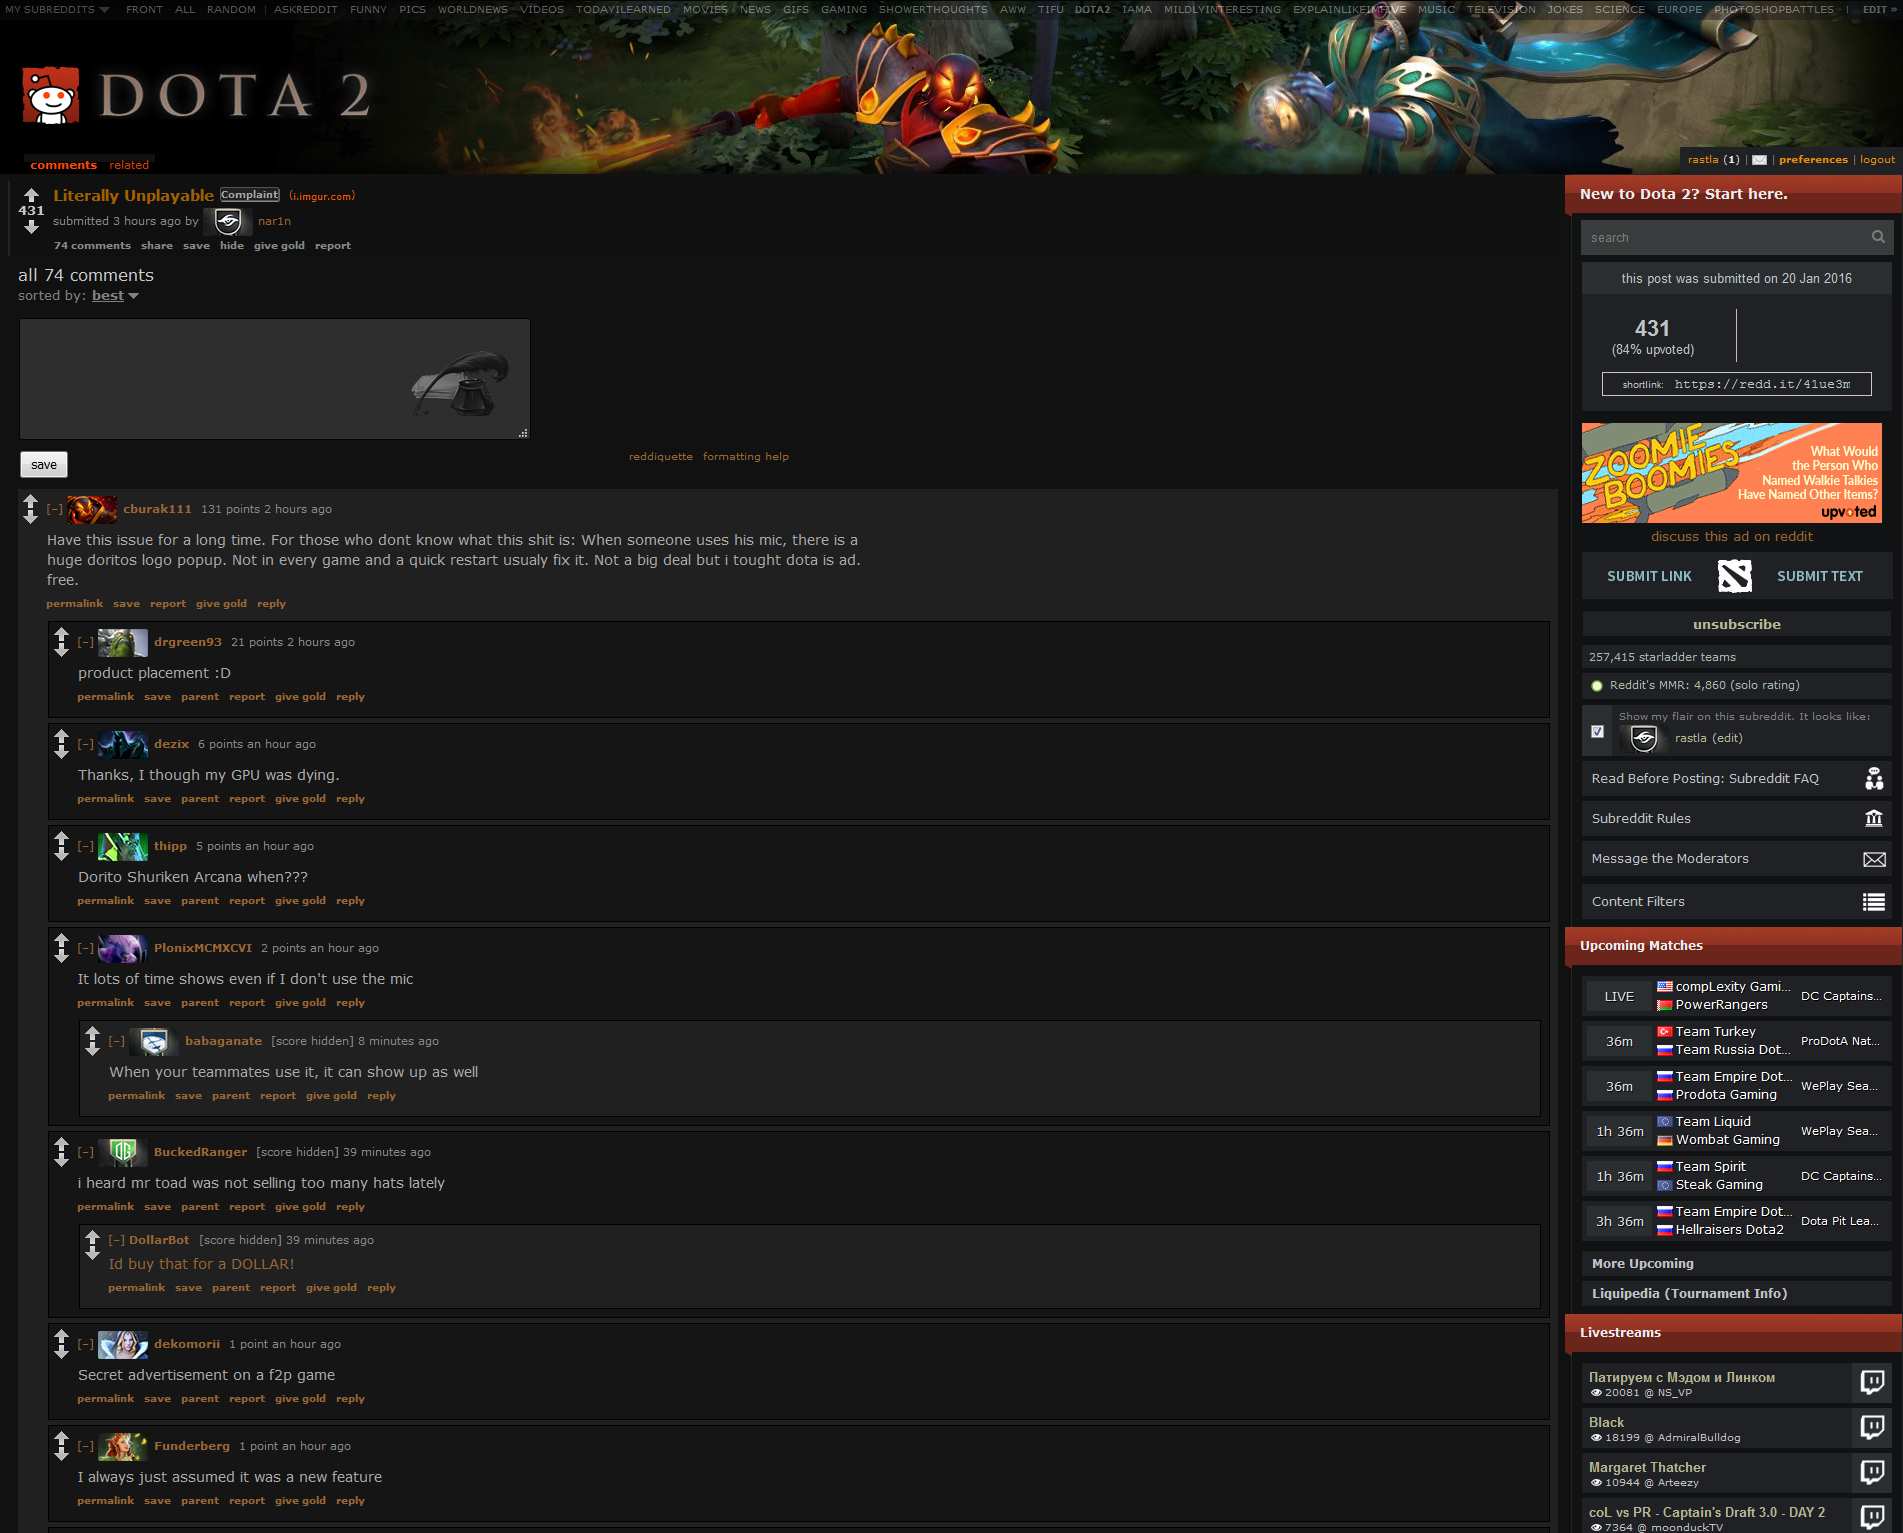 MY SUBREDDITS FRONT ALL RANDOM | ASKREDDIT FUNNY PICS WORLDNEWS VIDEOS TODAYILEARNED MOVIES NEWS GIFS GAMING SHOWERTHOUGHTS AWW TIFU DOTA2 IAMA MILDLYINTERESTING EXPLAINLIKEIMFIVE MUSIC TELEVISION JOKES SCIENCE EUROPE PHOTOSHOPBATTLES | EDIT »
DOTA 2
comments related
rastla (1) | | preferences | logout
Literally Unplayable Complaint (i.imgur.com)
431
submitted 3 hours ago by nar1n
74 comments share save hide give gold report
all 74 comments
sorted by: best
save
reddiquette formatting help
[–] cburak111 131 points 2 hours ago
Have this issue for a long time. For those who dont know what this shit is: When someone uses his mic, there is a
huge doritos logo popup. Not in every game and a quick restart usualy fix it. Not a big deal but i tought dota is ad.
free.
permalink save report give gold reply
[–] drgreen93 21 points 2 hours ago
product placement :D
permalink save parent report give gold reply
[–] dezix 6 points an hour ago
Thanks, I though my GPU was dying.
permalink save parent report give gold reply
[–] thipp 5 points an hour ago
Dorito Shuriken Arcana when???
permalink save parent report give gold reply
[–] PlonixMCMXCVI 2 points an hour ago
It lots of time shows even if I don't use the mic
permalink save parent report give gold reply
[–] babaganate [score hidden] 8 minutes ago
When your teammates use it, it can show up as well
permalink save parent report give gold reply
[–] BuckedRanger [score hidden] 39 minutes ago
i heard mr toad was not selling too many hats lately
permalink save parent report give gold reply
[–] DollarBot [score hidden] 39 minutes ago
Id buy that for a DOLLAR!
permalink save parent report give gold reply
[–] dekomorii 1 point an hour ago
Secret advertisement on a f2p game
permalink save parent report give gold reply
[–] Funderberg 1 point an hour ago
I always just assumed it was a new feature
permalink save parent report give gold reply
New to Dota 2? Start here.
search
this post was submitted on 20 Jan 2016
431
(84% upvoted)
shortlink: https://redd.it/41ue3m
ZOOMIE
BOOMIES
What Would
the Person Who
Named Walkie Talkies
Have Named Other Items?
upvoted
discuss this ad on reddit
SUBMIT LINK SUBMIT TEXT
unsubscribe
257,415 starladder teams
Reddit's MMR: 4,860 (solo rating)
Show my flair on this subreddit. It looks like:
rastla (edit)
Read Before Posting: Subreddit FAQ
Subreddit Rules
Message the Moderators
Content Filters
Upcoming Matches
LIVE compLexity Gami... PowerRangers DC Captains...
36m Team Turkey Team Russia Dot... ProDotA Nat...
36m Team Empire Dot... Prodota Gaming WePlay Sea...
1h 36m Team Liquid Wombat Gaming WePlay Sea...
1h 36m Team Spirit Steak Gaming DC Captains...
3h 36m Team Empire Dot... Hellraisers Dota2 Dota Pit Lea...
More Upcoming
Liquipedia (Tournament Info)
Livestreams
Патируем с Мэдом и Линком
20081 @ NS_VP
Black
18199 @ AdmiralBulldog
Margaret Thatcher
10944 @ Arteezy
coL vs PR - Captain's Draft 3.0 - DAY 2
7364 @ moonduckTV